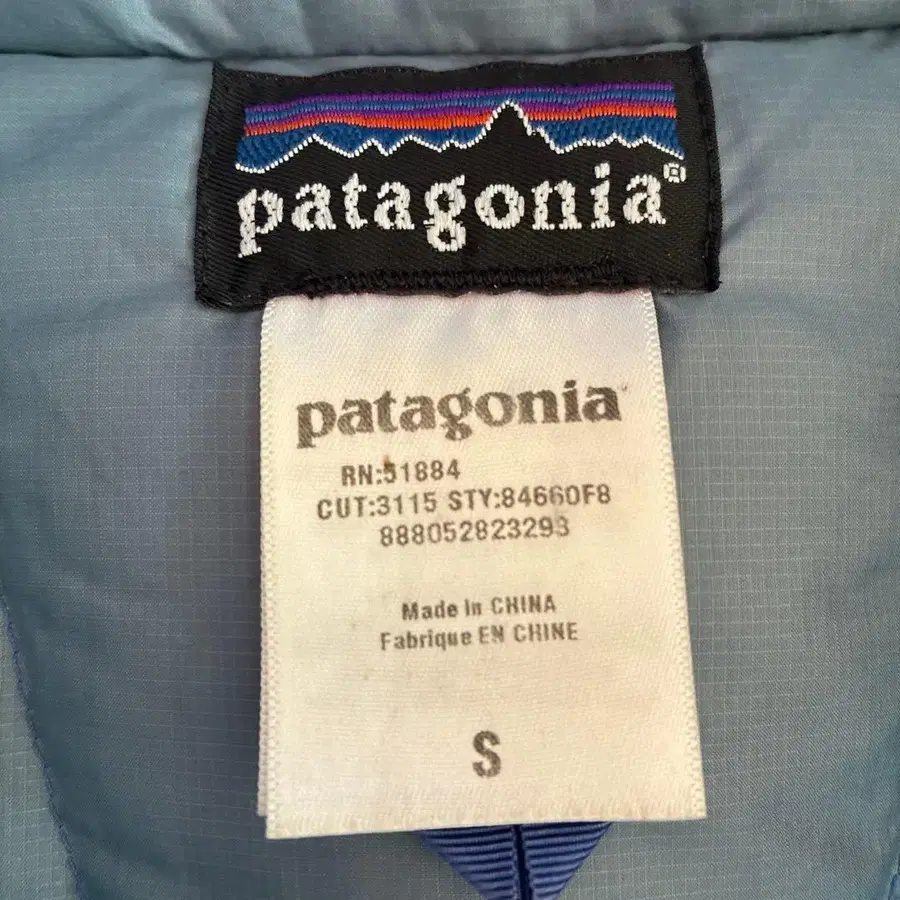 patagonia®
patagonia
RN:51884
CUT:3115 STY:84660F8
888052823293
Made in CHINA
Fabrique EN CHINE
S